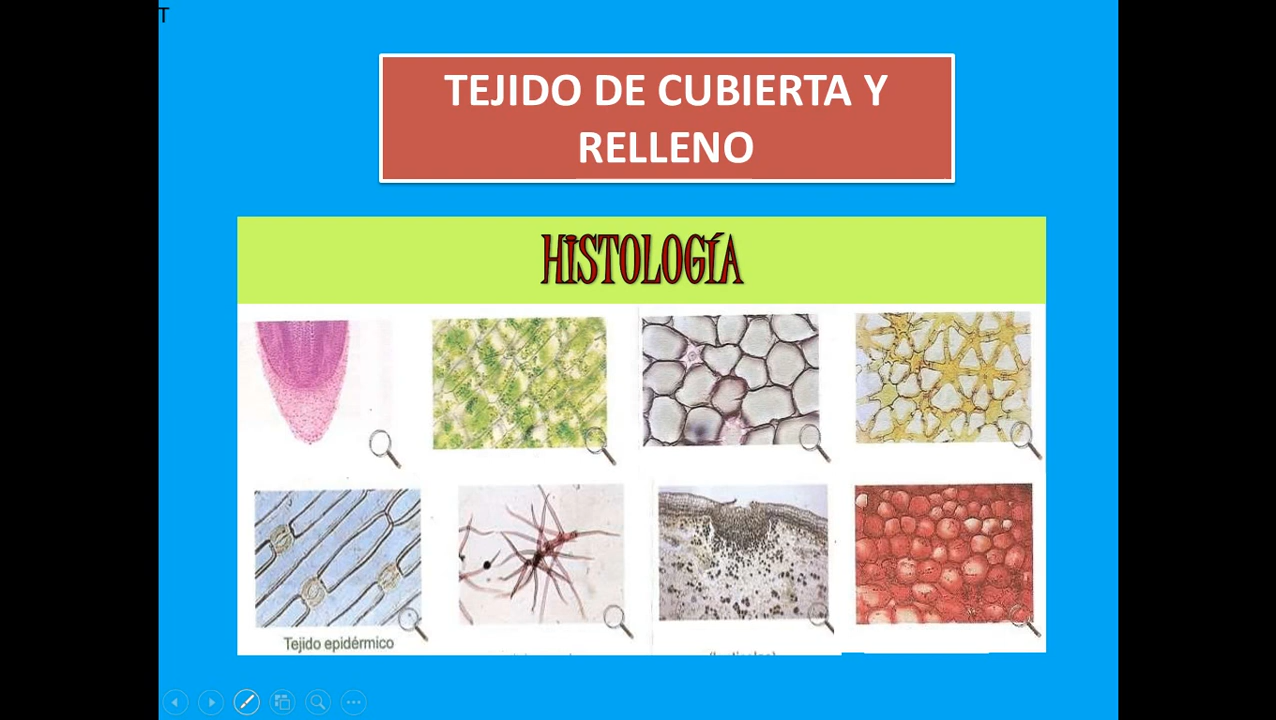 T
TEJIDO DE CUBIERTA Y
RELLENO
HISTOLOGÍA
Tejido epidérmico